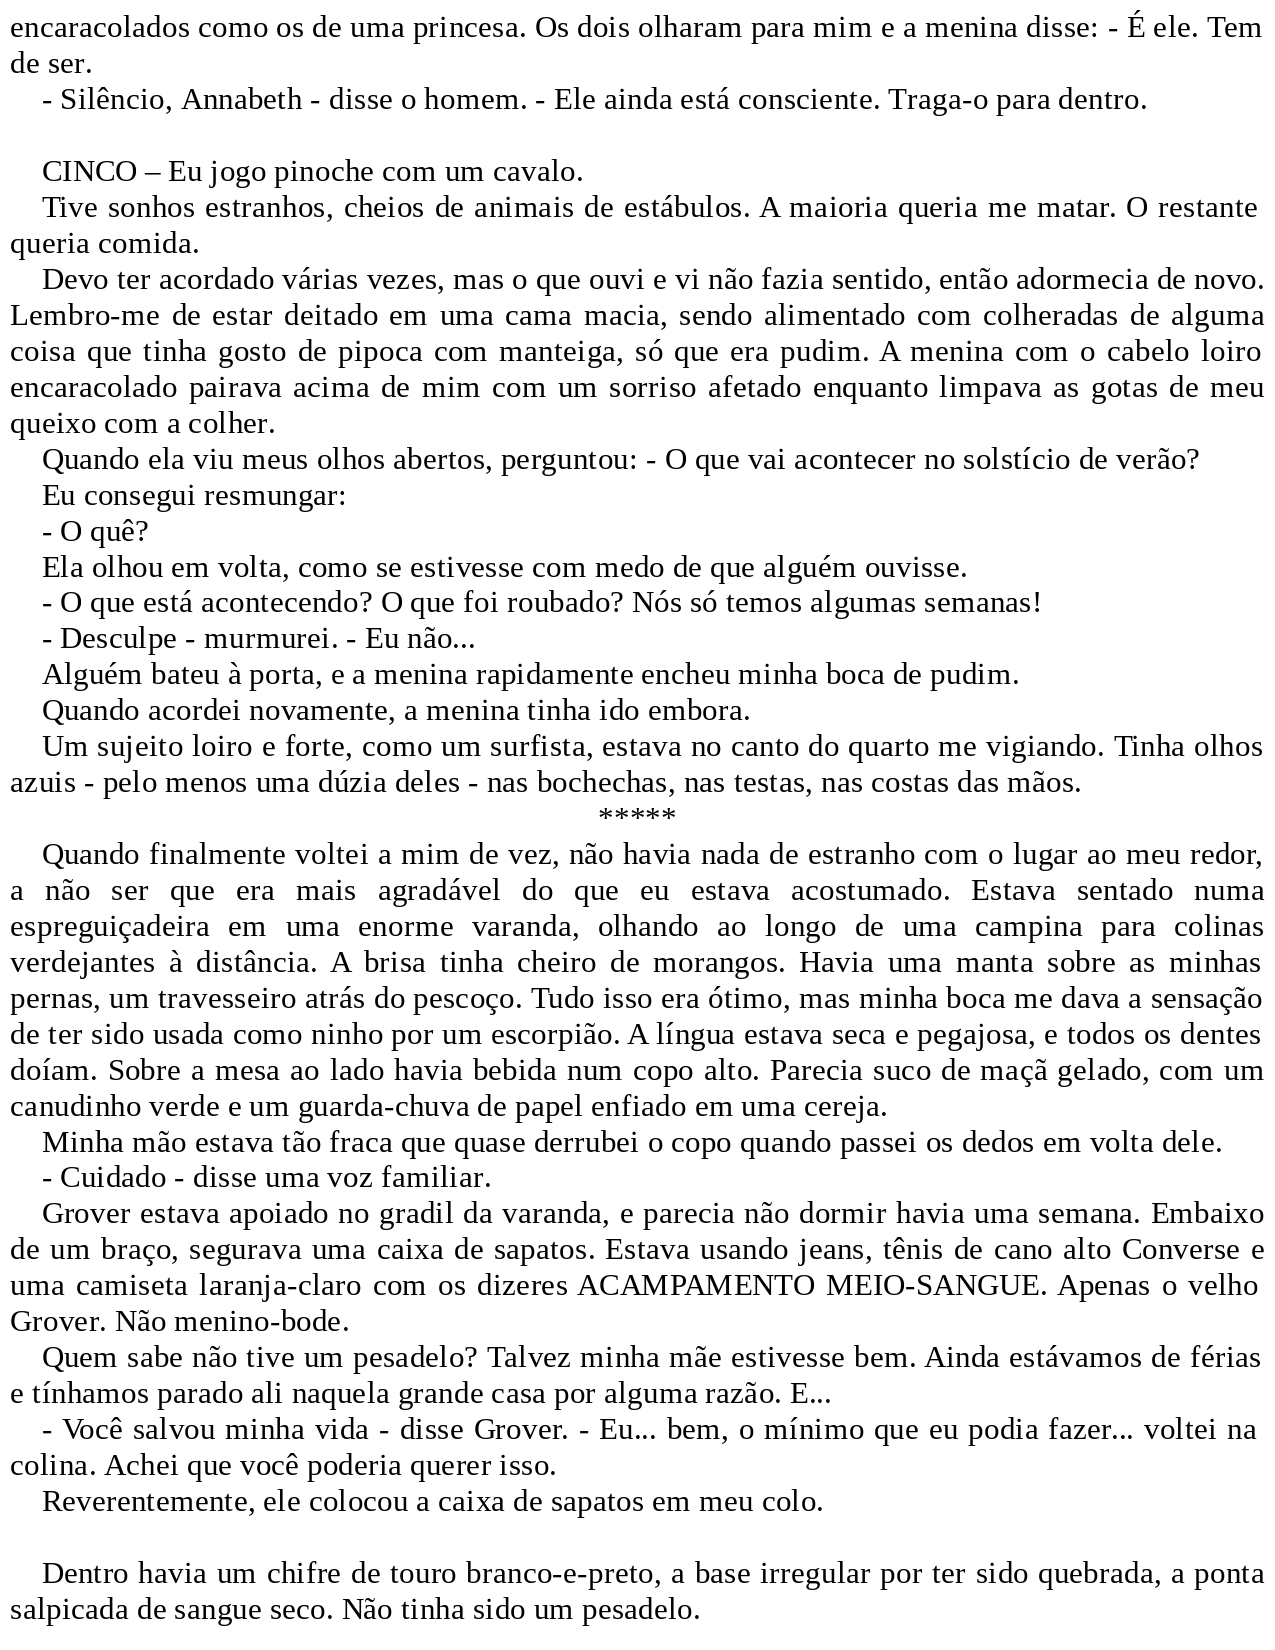 encaracolados como os de uma princesa. Os dois olharam para mim e a menina disse: - É ele. Tem
de ser.
- Silêncio, Annabeth - disse o homem. - Ele ainda está consciente. Traga-o para dentro.
CINCO – Eu jogo pinoche com um cavalo.
Tive sonhos estranhos, cheios de animais de estábulos. A maioria queria me matar. O restante
queria comida.
Devo ter acordado várias vezes, mas o que ouvi e vi não fazia sentido, então adormecia de novo.
Lembro-me de estar deitado em uma cama macia, sendo alimentado com colheradas de alguma
coisa que tinha gosto de pipoca com manteiga, só que era pudim. A menina com o cabelo loiro
encaracolado pairava acima de mim com um sorriso afetado enquanto limpava as gotas de meu
queixo com a colher.
Quando ela viu meus olhos abertos, perguntou: - O que vai acontecer no solstício de verão?
Eu consegui resmungar:
- O quê?
Ela olhou em volta, como se estivesse com medo de que alguém ouvisse.
- O que está acontecendo? O que foi roubado? Nós só temos algumas semanas!
- Desculpe - murmurei. - Eu não...
Alguém bateu à porta, e a menina rapidamente encheu minha boca de pudim.
Quando acordei novamente, a menina tinha ido embora.
Um sujeito loiro e forte, como um surfista, estava no canto do quarto me vigiando. Tinha olhos
azuis - pelo menos uma dúzia deles - nas bochechas, nas testas, nas costas das mãos.
*****
Quando finalmente voltei a mim de vez, não havia nada de estranho com o lugar ao meu redor,
a não ser que era mais agradável do que eu estava acostumado. Estava sentado numa
espreguiçadeira em uma enorme varanda, olhando ao longo de uma campina para colinas
verdejantes à distância. A brisa tinha cheiro de morangos. Havia uma manta sobre as minhas
pernas, um travesseiro atrás do pescoço. Tudo isso era ótimo, mas minha boca me dava a sensação
de ter sido usada como ninho por um escorpião. A língua estava seca e pegajosa, e todos os dentes
doíam. Sobre a mesa ao lado havia bebida num copo alto. Parecia suco de maçã gelado, com um
canudinho verde e um guarda-chuva de papel enfiado em uma cereja.
Minha mão estava tão fraca que quase derrubei o copo quando passei os dedos em volta dele.
- Cuidado - disse uma voz familiar.
Grover estava apoiado no gradil da varanda, e parecia não dormir havia uma semana. Embaixo
de um braço, segurava uma caixa de sapatos. Estava usando jeans, tênis de cano alto Converse e
uma camiseta laranja-claro com os dizeres ACAMPAMENTO MEIO-SANGUE. Apenas o velho
Grover. Não menino-bode.
Quem sabe não tive um pesadelo? Talvez minha mãe estivesse bem. Ainda estávamos de férias
e tínhamos parado ali naquela grande casa por alguma razão. E...
- Você salvou minha vida - disse Grover. - Eu... bem, o mínimo que eu podia fazer... voltei na
colina. Achei que você poderia querer isso.
Reverentemente, ele colocou a caixa de sapatos em meu colo.
Dentro havia um chifre de touro branco-e-preto, a base irregular por ter sido quebrada, a ponta
salpicada de sangue seco. Não tinha sido um pesadelo.